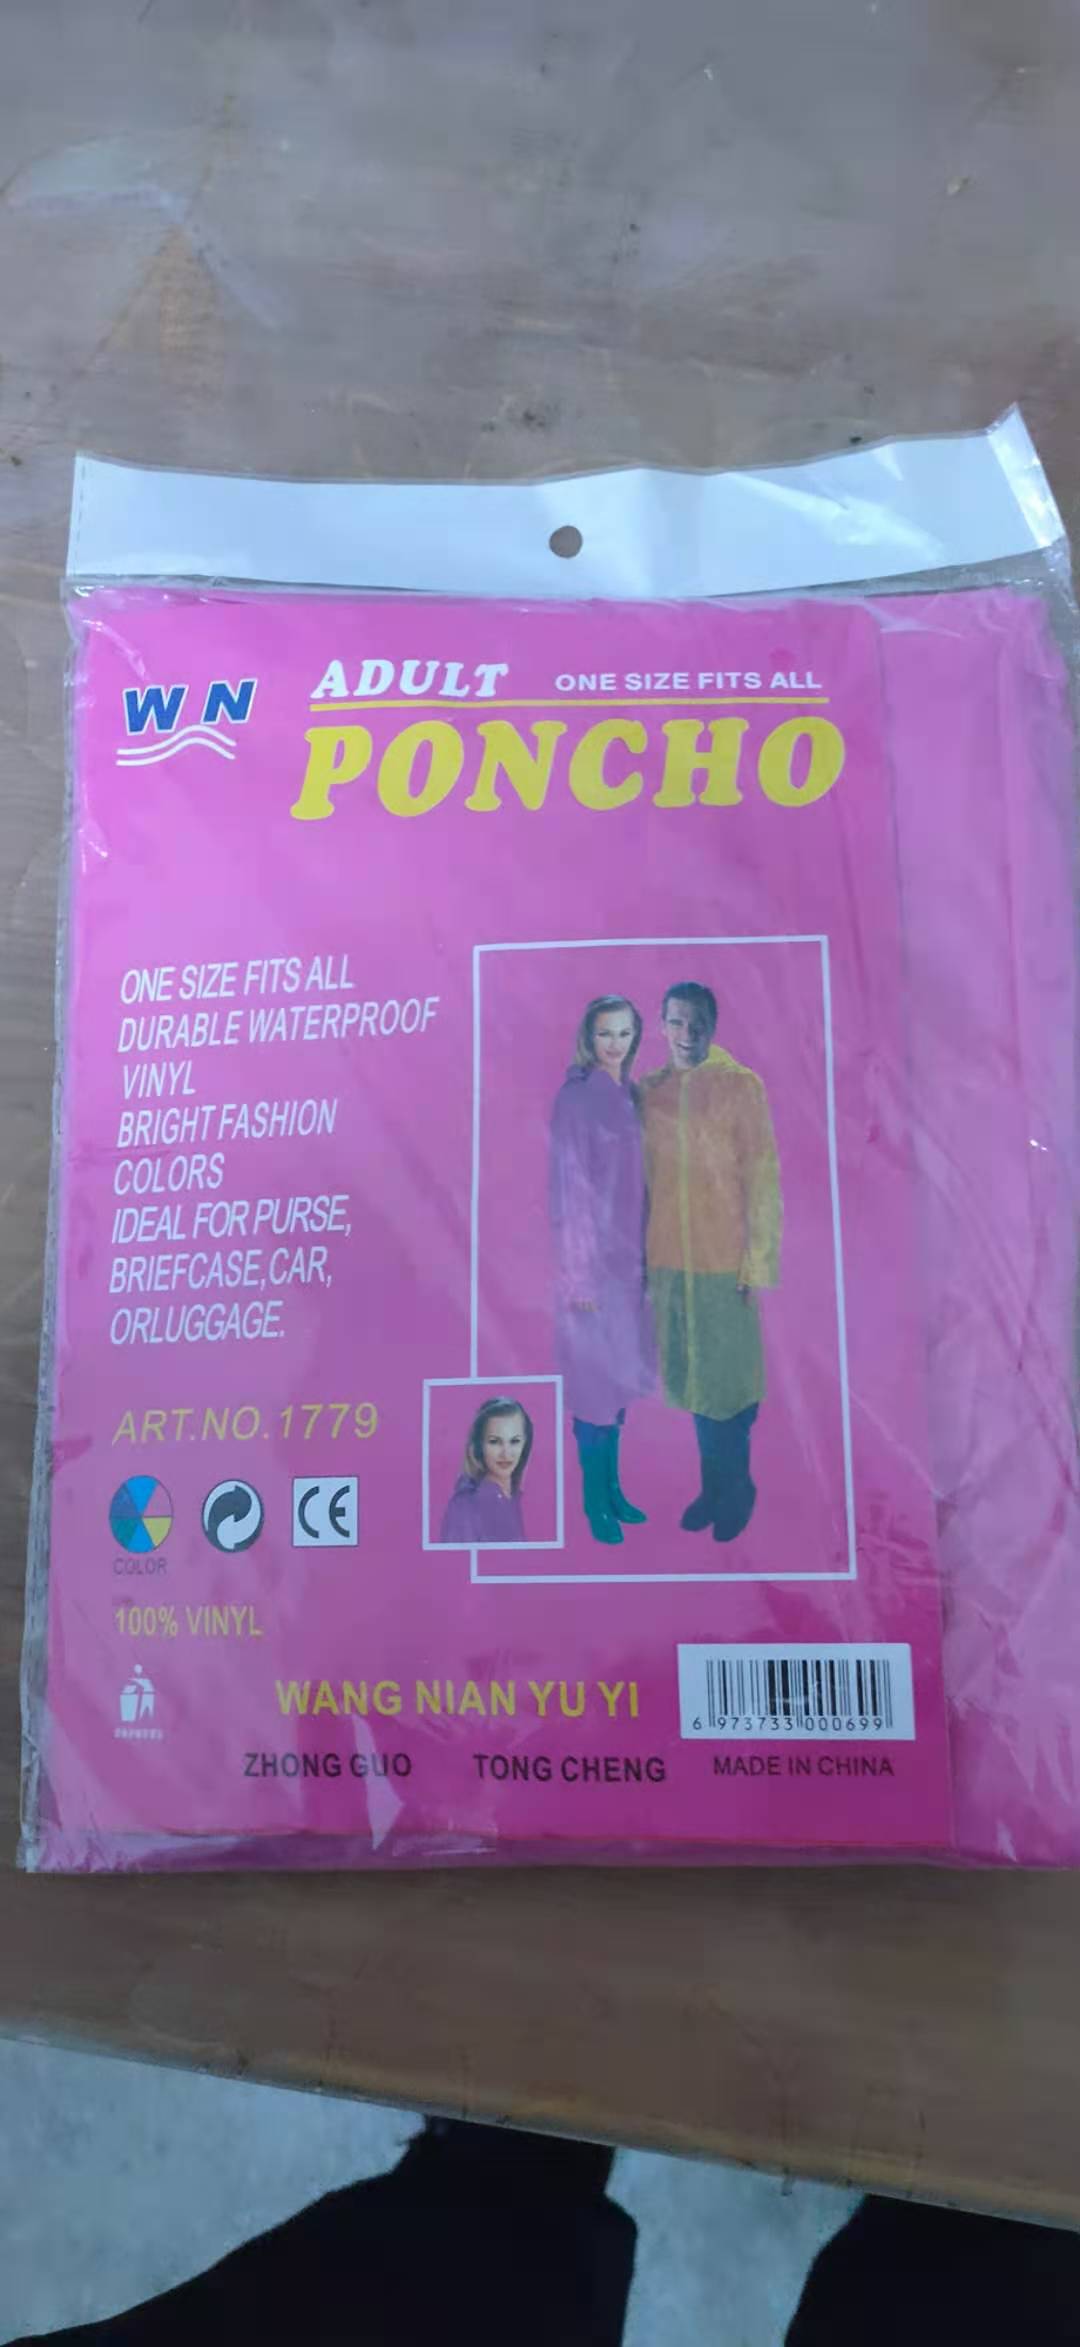 W N
ADULT ONE SIZE FITS ALL
PONCHO
ONE SIZE FITS ALL
DURABLE WATERPROOF
VINYL
BRIGHT FASHION
COLORS
IDEAL FOR PURSE,
BRIEFCASE,CAR,
ORLUGGAGE.
ART.NO.1779
CE
COLOR
100% VINYL
WANG NIAN YU YI
6 973733 000699
ZHONG GUO TONG CHENG MADE IN CHINA